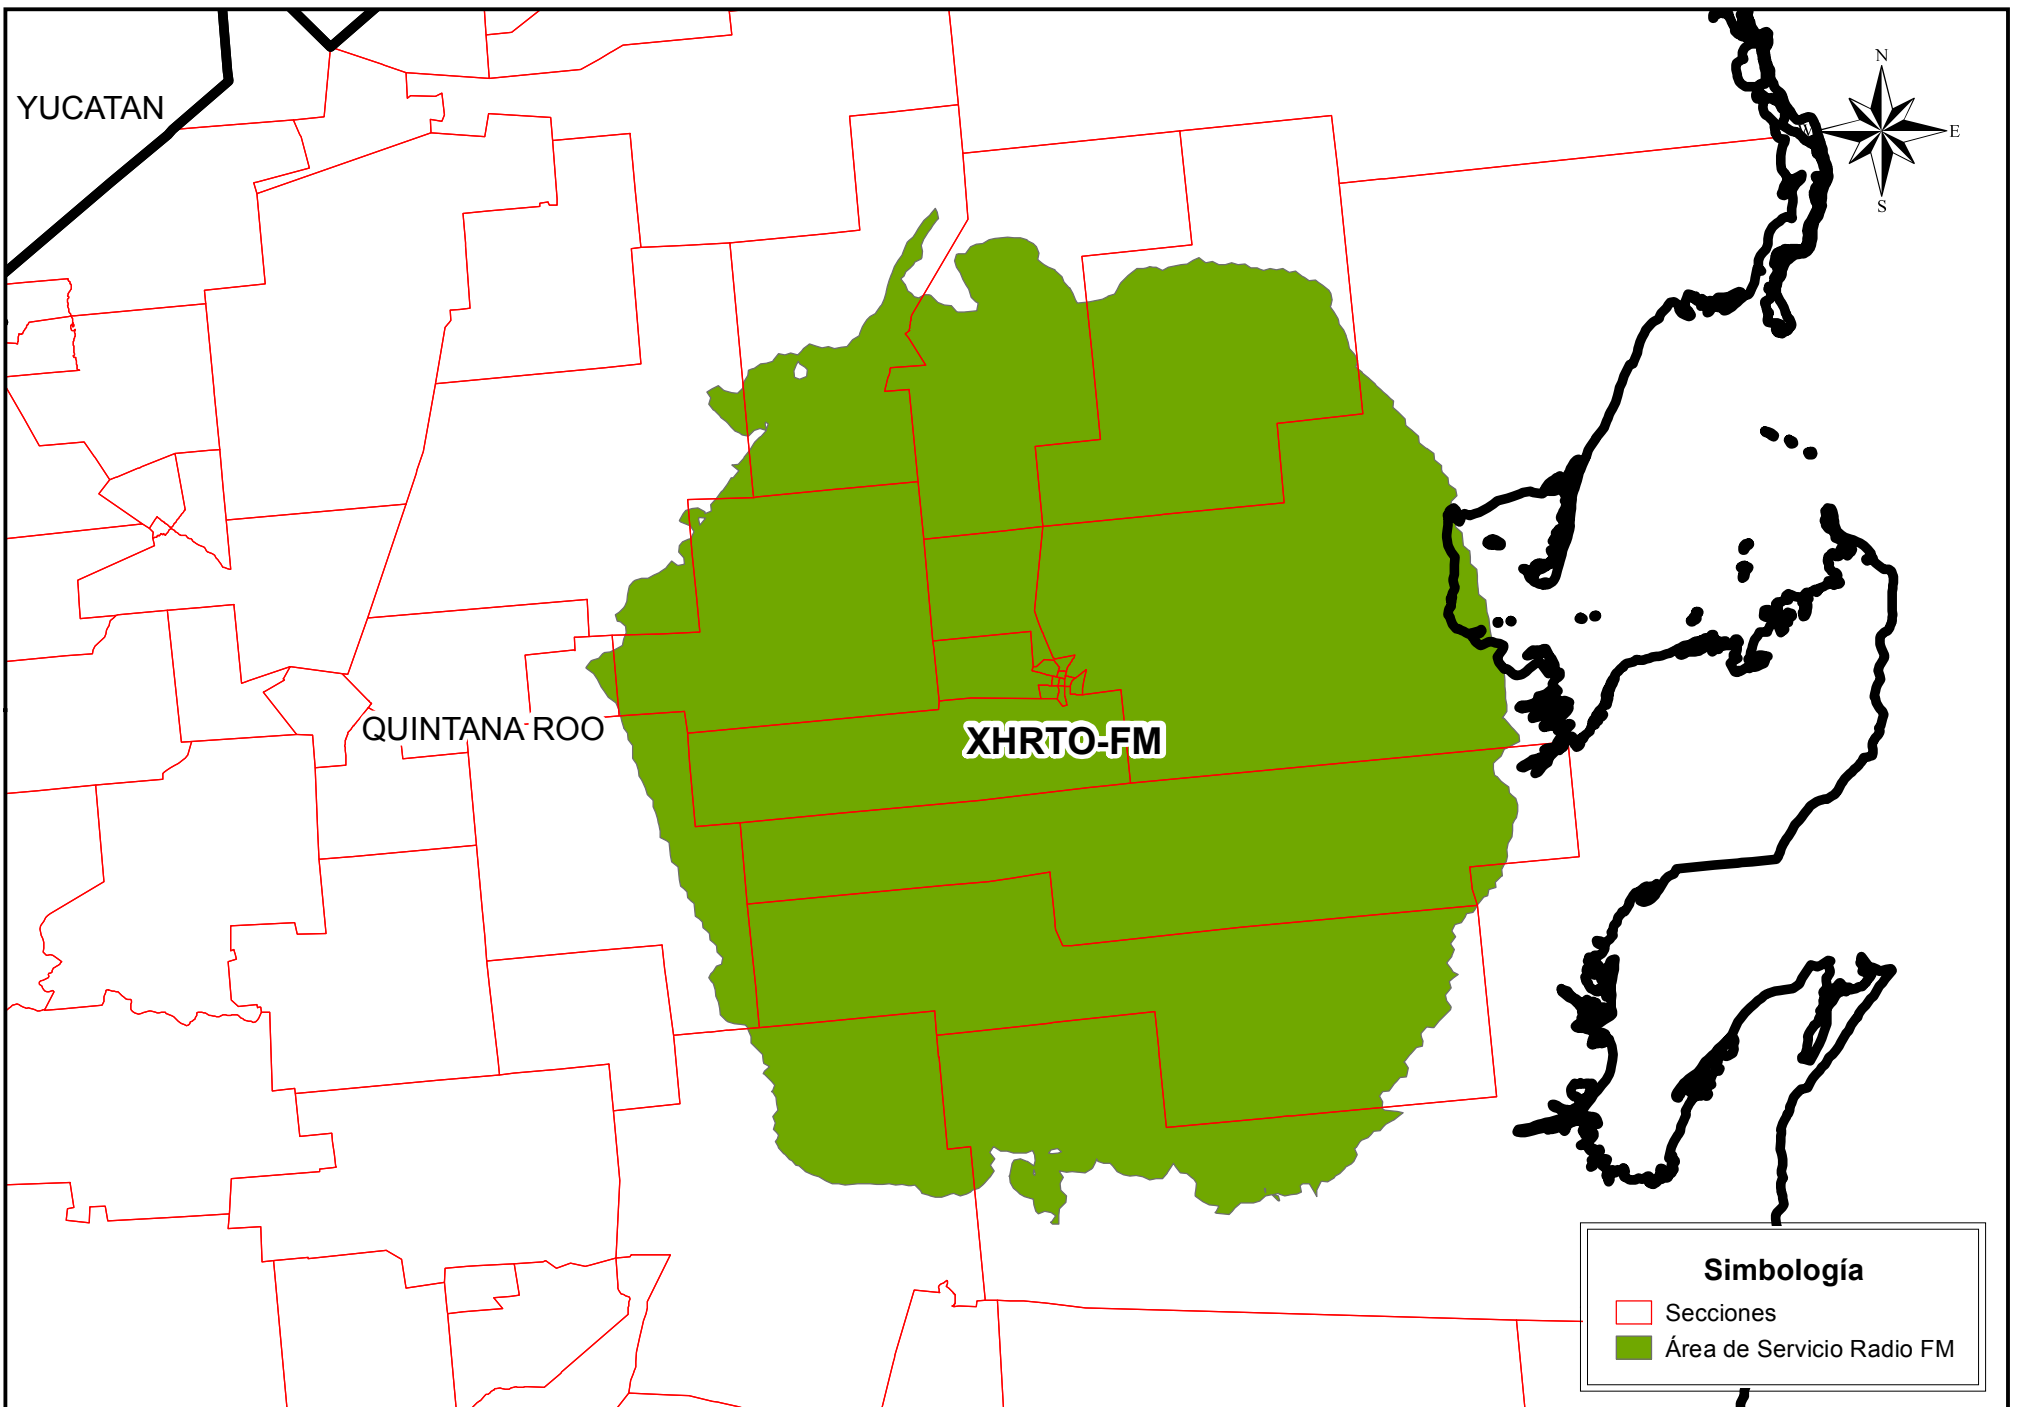 N
YUCATAN
W
E
S
QUINTANA ROO
XHRTO-FM
Simbología
Secciones
Área de Servicio Radio FM